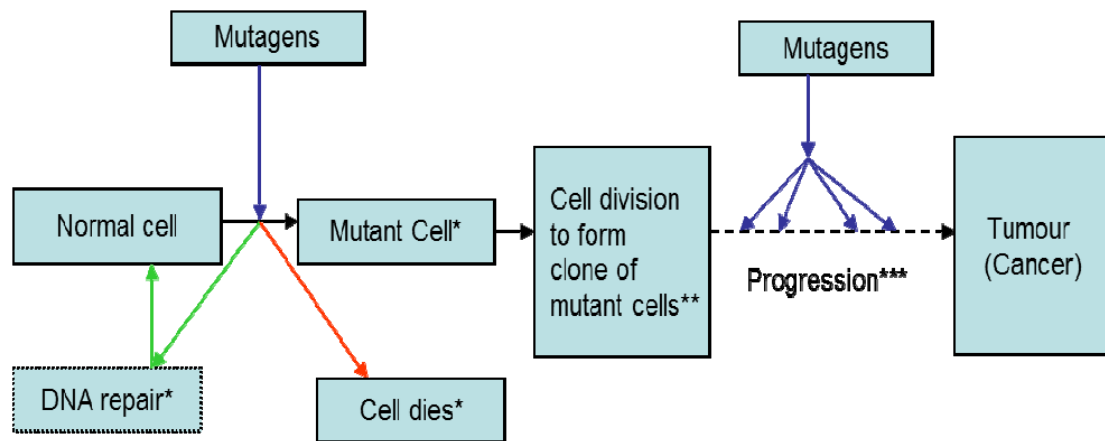 Mutagens
Mutagens
Normal cell
Mutant Cell*
Cell division
to form
clone of
mutant cells**
Progression***
Tumour
(Cancer)
DNA repair*
Cell dies*